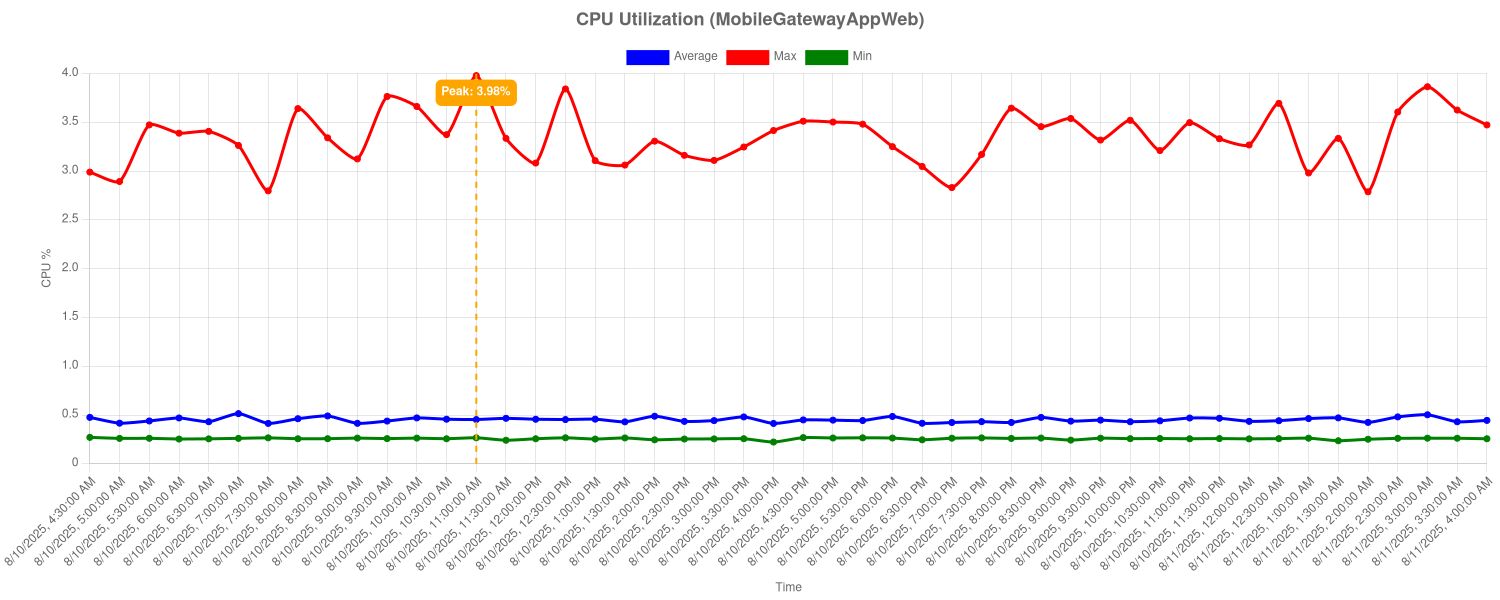 CPU Utilization (MobileGatewayAppWeb)
Average
Max
Min
4.0
3.5
3.0
2.5
2.0
1.5
1.0
0.5
0
CPU %
Peak: 3.98%
8/10/2025, 4:30:00 AM
8/10/2025, 5:00:00 AM
8/10/2025, 5:30:00 AM
8/10/2025, 6:00:00 AM
8/10/2025, 6:30:00 AM
8/10/2025, 7:00:00 AM
8/10/2025, 7:30:00 AM
8/10/2025, 8:00:00 AM
8/10/2025, 8:30:00 AM
8/10/2025, 9:00:00 AM
8/10/2025, 9:30:00 AM
8/10/2025, 10:00:00 AM
8/10/2025, 10:30:00 AM
8/10/2025, 11:00:00 AM
8/10/2025, 11:30:00 AM
8/10/2025, 12:00:00 PM
8/10/2025, 12:30:00 PM
8/10/2025, 1:00:00 PM
8/10/2025, 1:30:00 PM
8/10/2025, 2:00:00 PM
8/10/2025, 2:30:00 PM
8/10/2025, 3:00:00 PM
8/10/2025, 3:30:00 PM
8/10/2025, 4:00:00 PM
8/10/2025, 4:30:00 PM
8/10/2025, 5:00:00 PM
8/10/2025, 5:30:00 PM
8/10/2025, 6:00:00 PM
8/10/2025, 6:30:00 PM
8/10/2025, 7:00:00 PM
8/10/2025, 7:30:00 PM
8/10/2025, 8:00:00 PM
8/10/2025, 8:30:00 PM
8/10/2025, 9:00:00 PM
8/10/2025, 9:30:00 PM
8/10/2025, 10:00:00 PM
8/10/2025, 10:30:00 PM
8/10/2025, 11:00:00 PM
8/10/2025, 11:30:00 PM
8/11/2025, 12:00:00 AM
8/11/2025, 12:30:00 AM
8/11/2025, 1:00:00 AM
8/11/2025, 1:30:00 AM
8/11/2025, 2:00:00 AM
8/11/2025, 2:30:00 AM
8/11/2025, 3:00:00 AM
8/11/2025, 3:30:00 AM
8/11/2025, 4:00:00 AM
Time